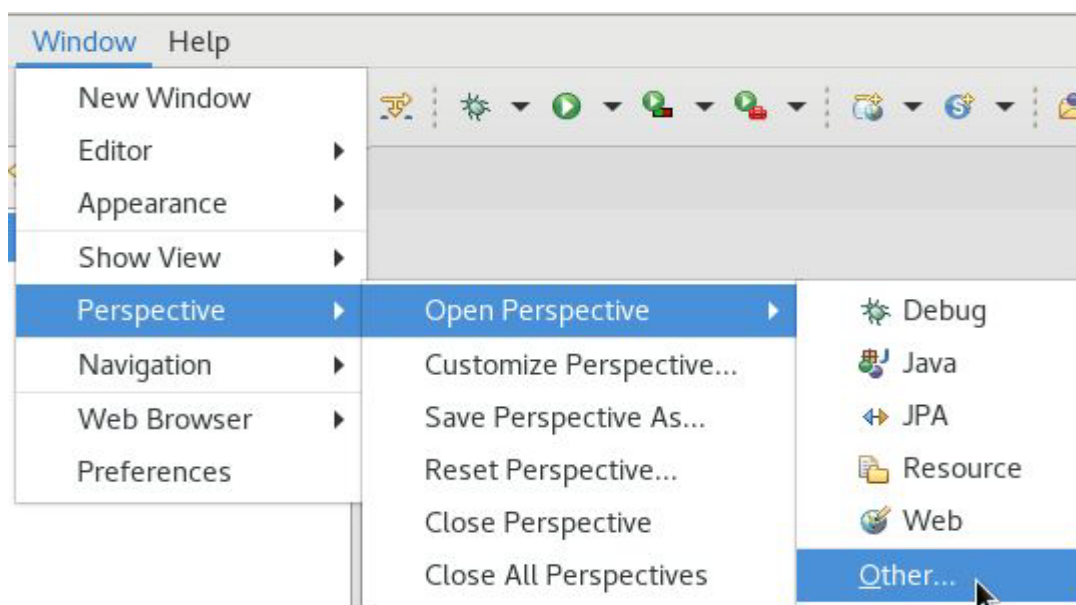 Window Help
New Window
Editor
Appearance
Show View
Perspective
Navigation
Web Browser
Preferences
Open Perspective
Customize Perspective...
Save Perspective As...
Reset Perspective...
Close Perspective
Close All Perspectives
Debug
Java
JPA
Resource
Web
Other...